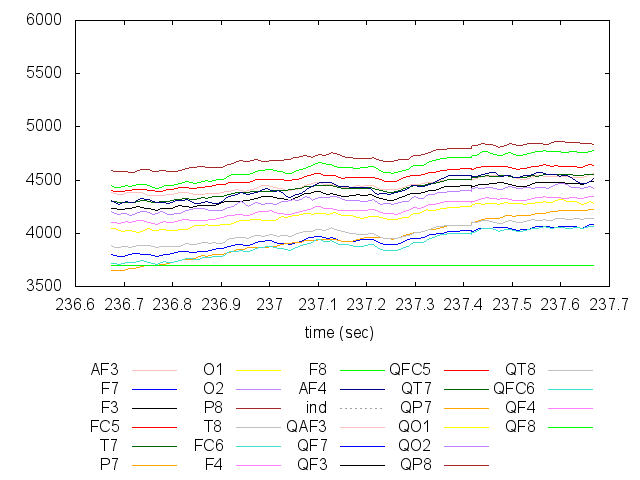 6000
5500
5000
4500
4000
3500
236.6 236.7 236.8 236.9 237 237.1 237.2 237.3 237.4 237.5 237.6 237.7
time (sec)
AF3 O1 F8 QFC5 QT8
F7 O2 AF4 QT7 QFC6
F3 P8 ind QP7 QF4
FC5 T8 QAF3 QO1 QF8
T7 FC6 QF7 QO2
P7 F4 QF3 QP8